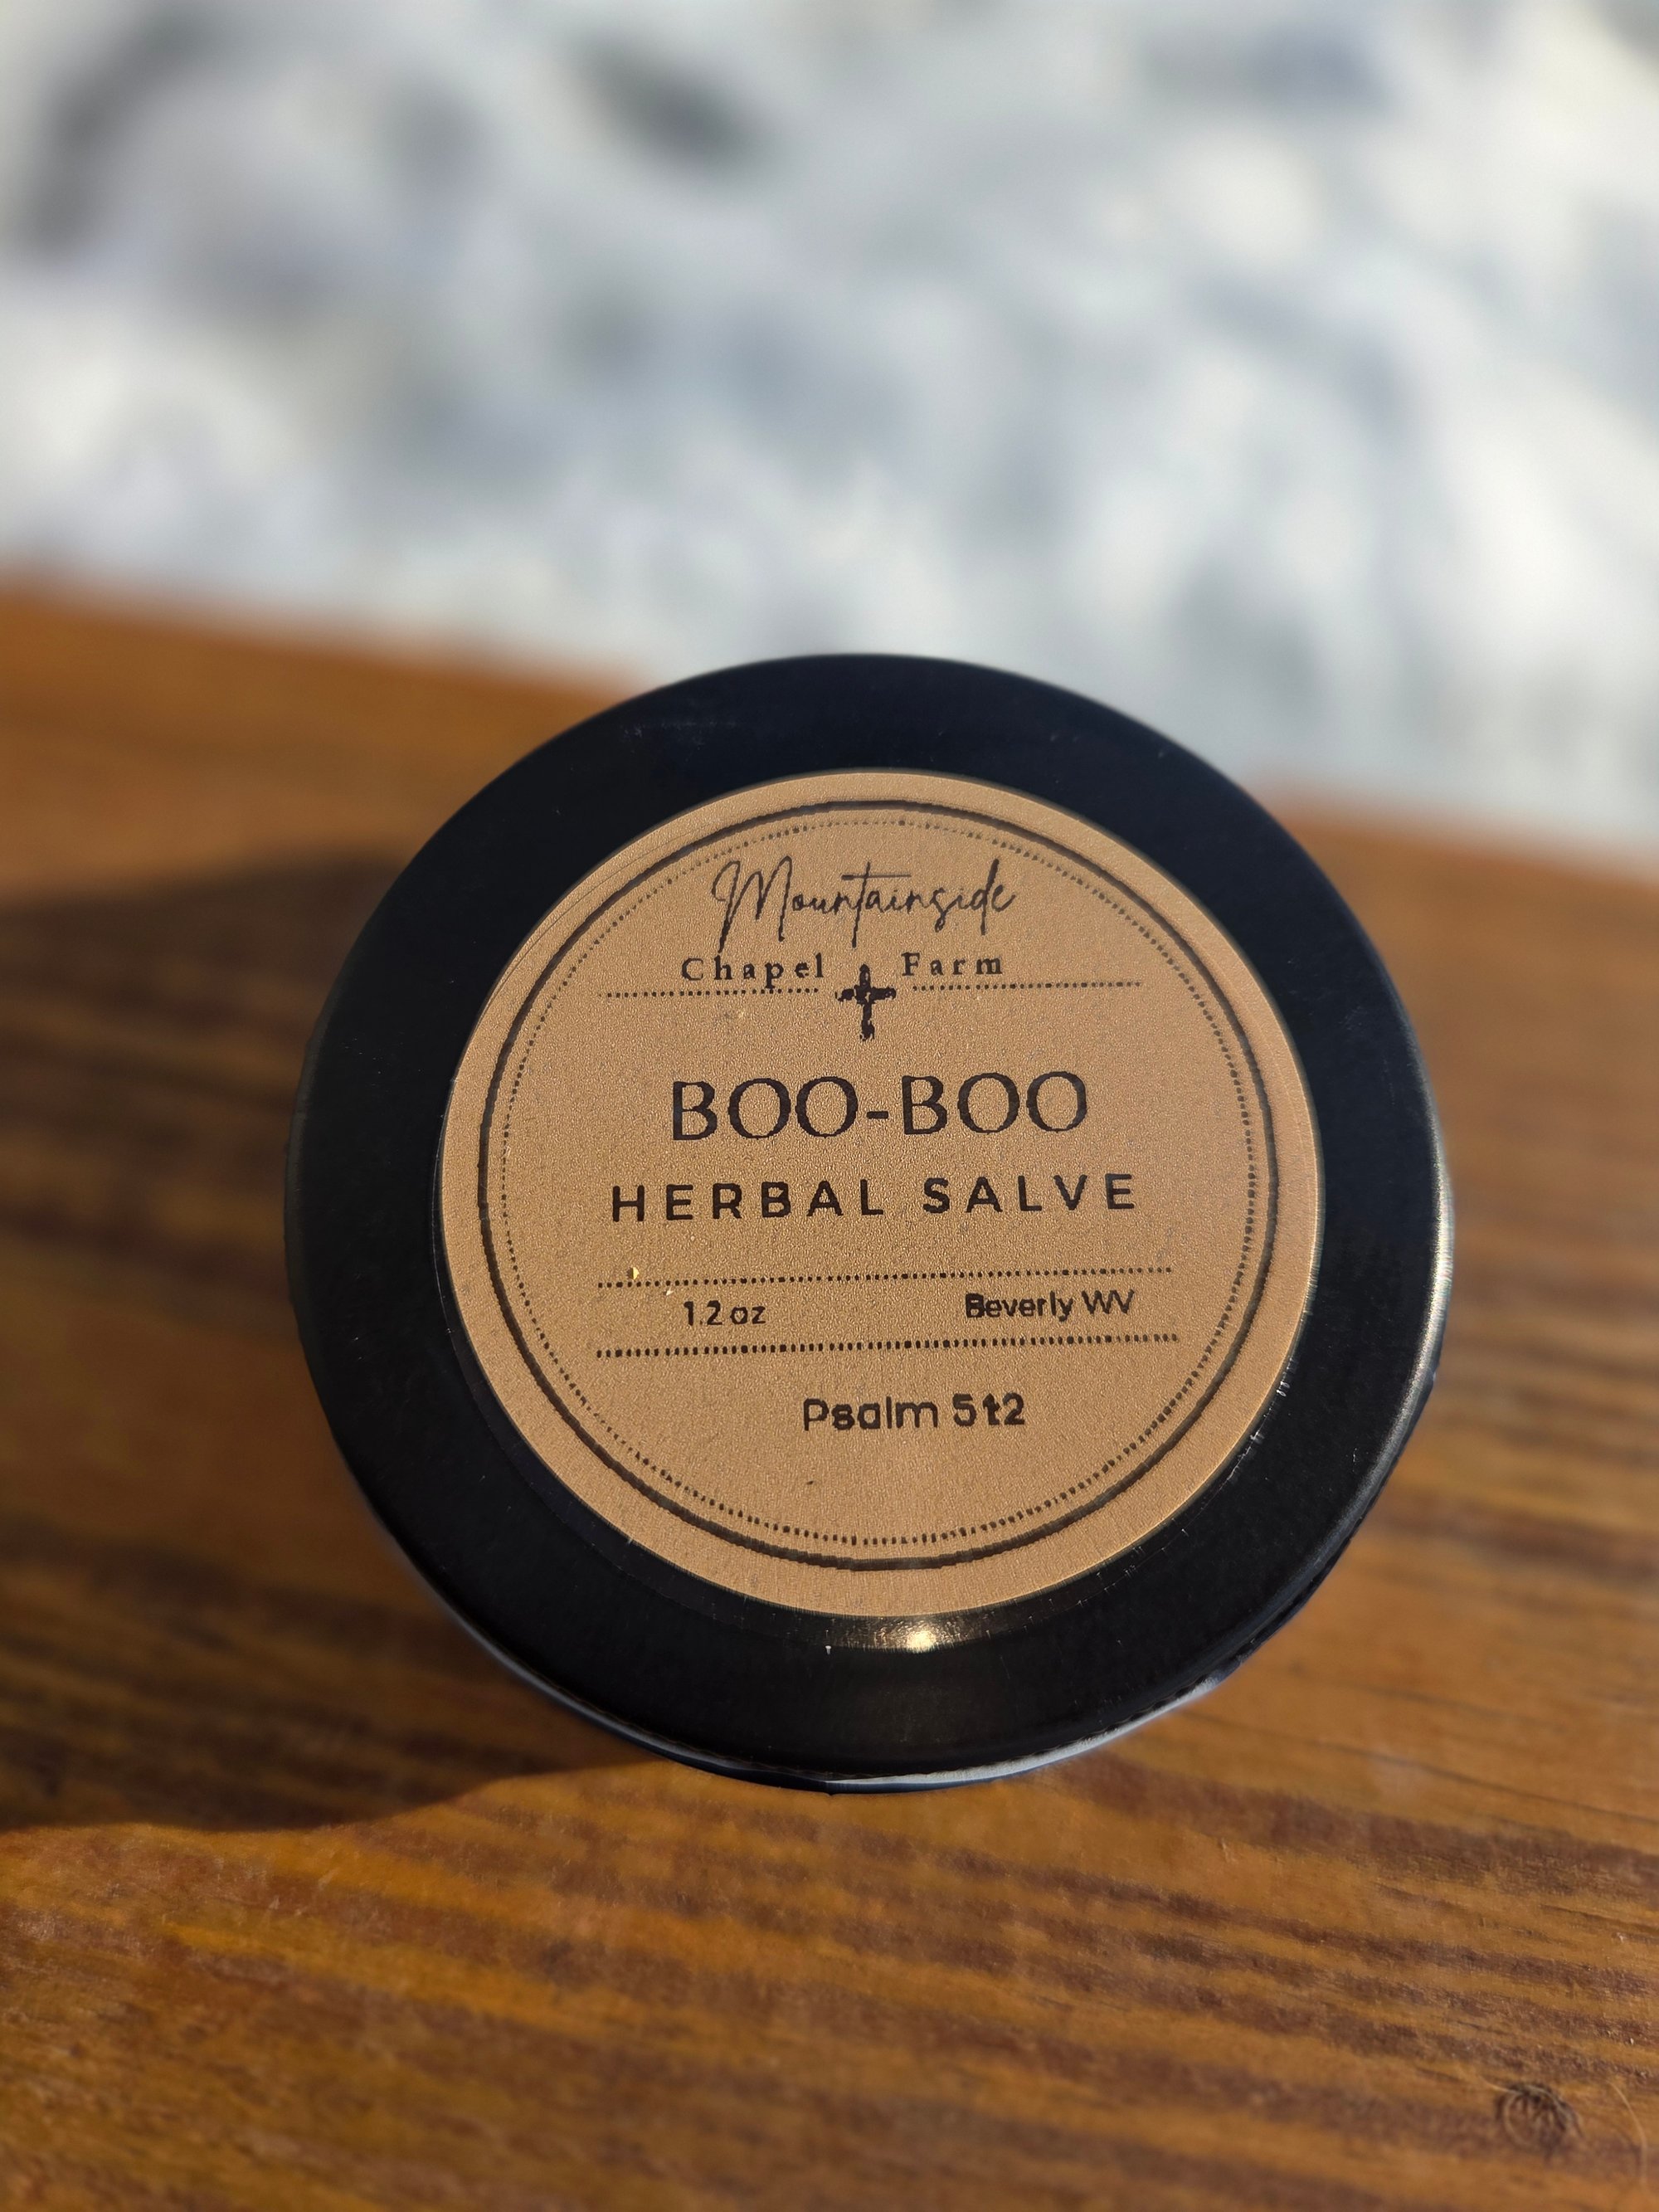 Mountainside
Chapel Farm
BOO-BOO
HERBAL SALVE
1.2 oz Beverly WV
Psalm 5:12